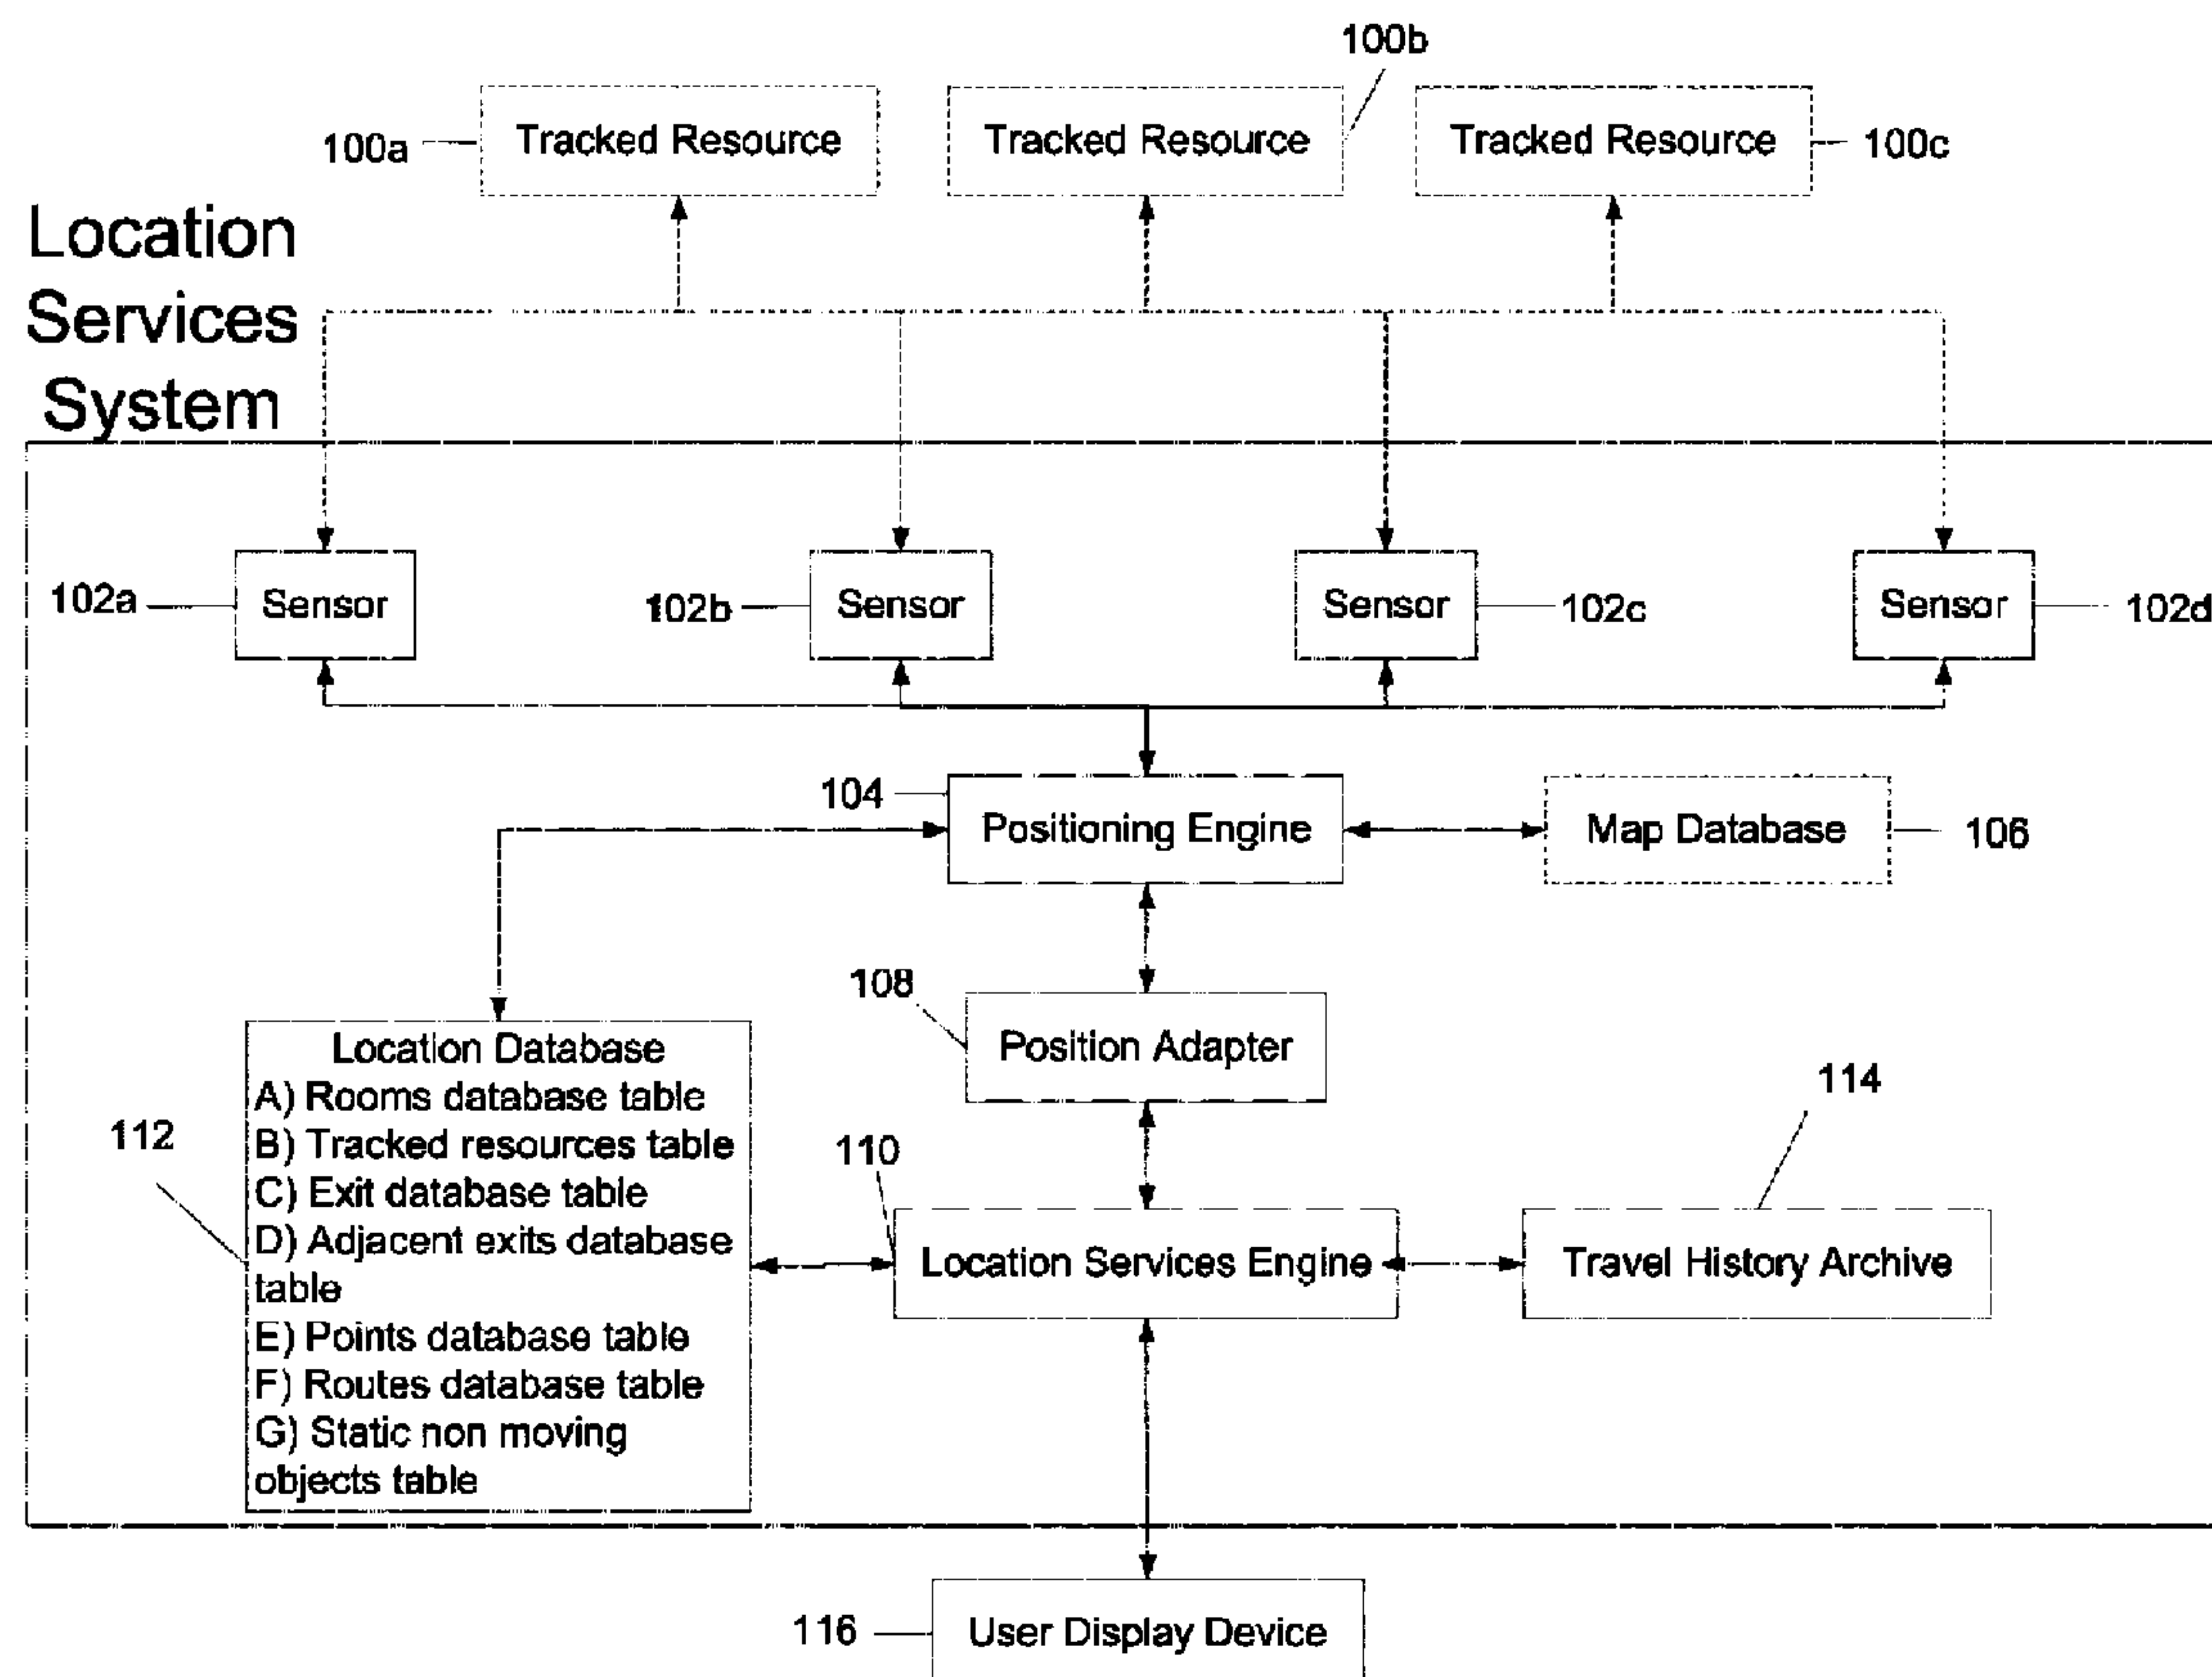 100b
100a
Tracked Resource
Tracked Resource
Tracked Resource
100c
Location
Services
System
102a
Sensor
102b
Sensor
Sensor
102c
Sensor
102d
104
Positioning Engine
Map Database
106
108
Position Adapter
Location Database
A) Rooms database table
B) Tracked resources table
C) Exit database table
D) Adjacent exits database
table
E) Points database table
F) Routes database table
G) Static non moving
objects table
112
110
114
Location Services Engine
Travel History Archive
116
User Display Device